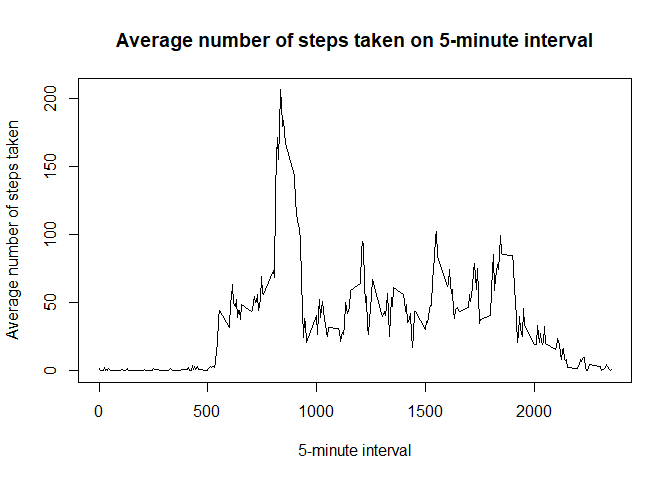 Average number of steps taken on 5-minute interval
Average number of steps taken
200
150
100
50
0
0 500 1000 1500 2000
5-minute interval